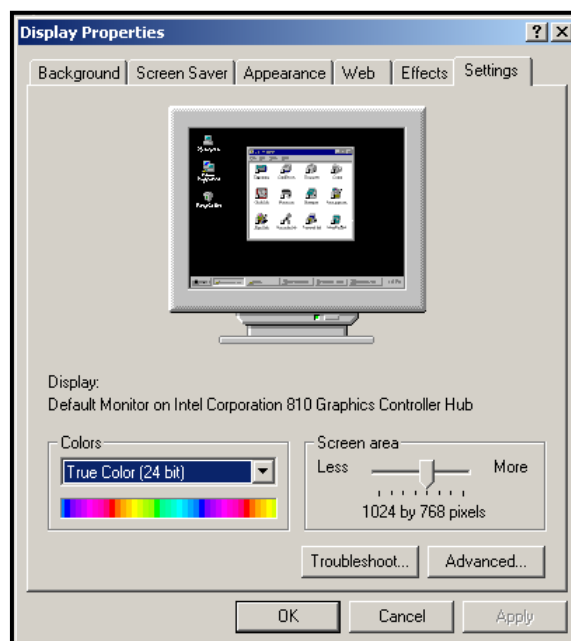 Display Properties
Background Screen Saver Appearance Web Effects Settings
Display:
Default Monitor on Intel Corporation 810 Graphics Controller Hub
Colors
True Color (24 bit)
Screen area
Less More
1024 by 768 pixels
Troubleshoot... Advanced...
OK Cancel Apply